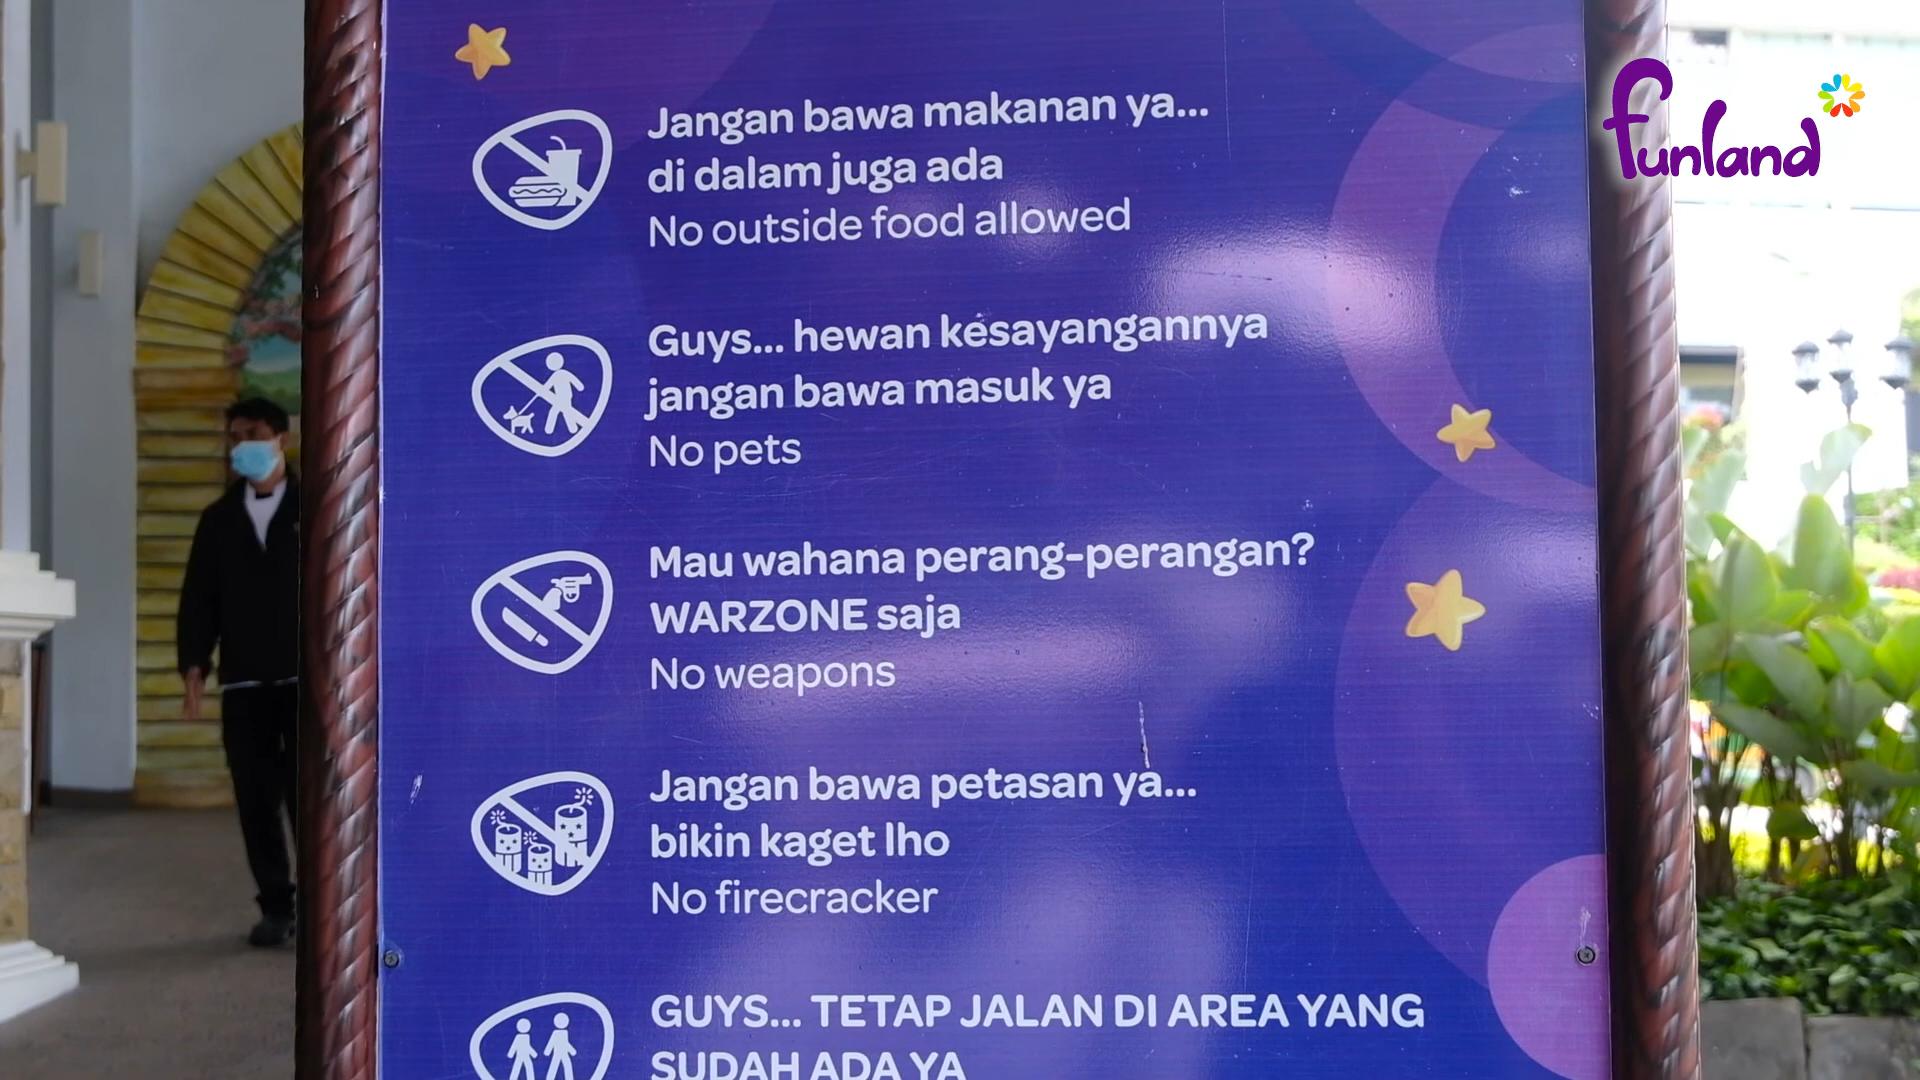 funland
Jangan bawa makanan ya...
di dalam juga ada
No outside food allowed
Guys... hewan kesayangannya
jangan bawa masuk ya
No pets
Mau wahana perang-perangan?
WARZONE saja
No weapons
Jangan bawa petasan ya...
bikin kaget lho
No firecracker
GUYS... TETAP JALAN DI AREA YANG
SUDAH ADA YA